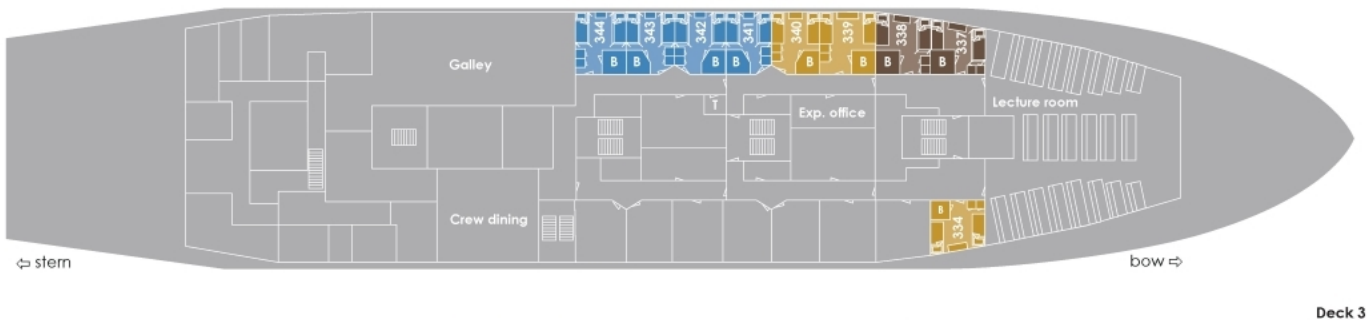 344 343 342 341 340 339 338 337
Galley
B B B B B B B B
T
Exp. office
Lecture room
Crew dining
B
334
⇦ stern
bow ⇨
Deck 3